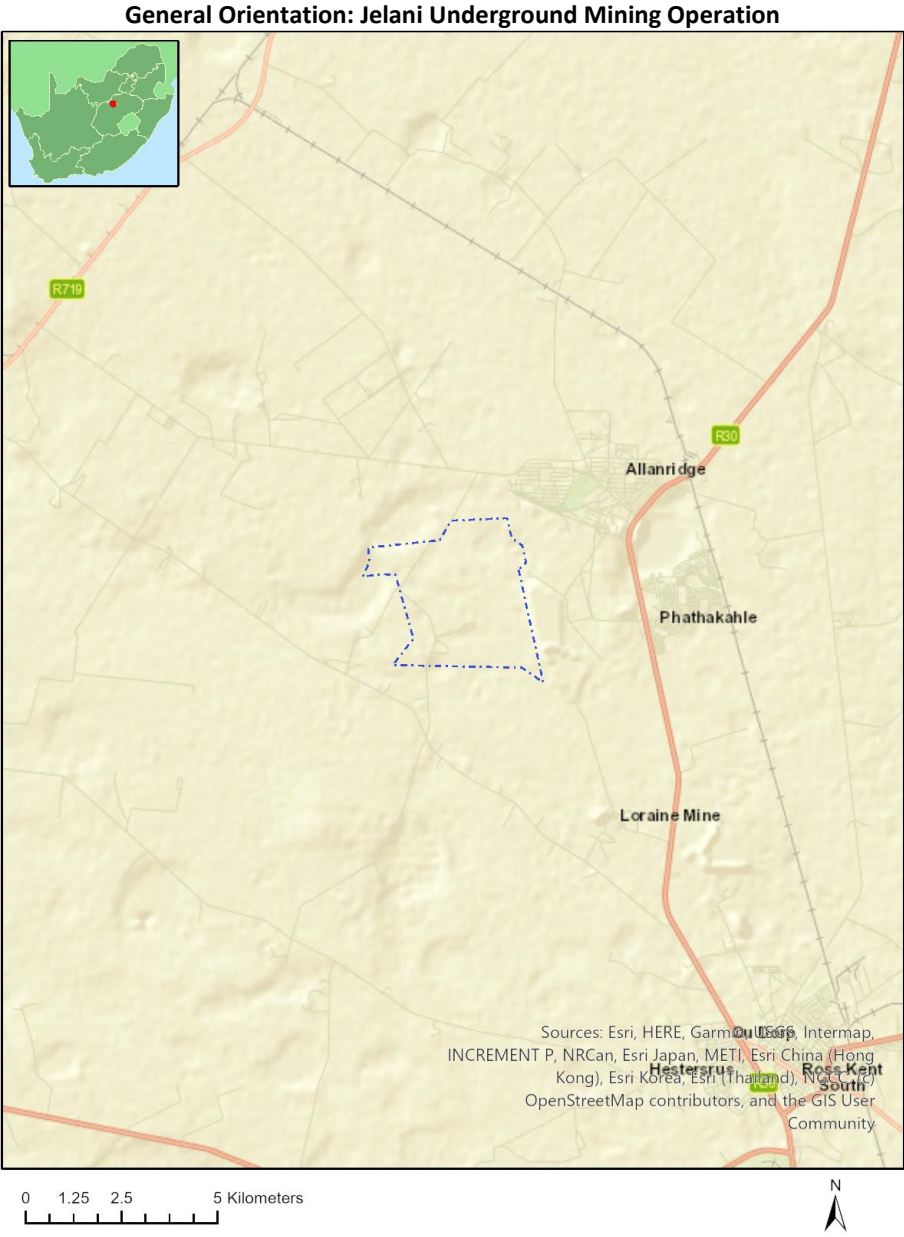 General Orientation: Jelani Underground Mining Operation
R719
R30
Allanridge
Phathakahle
Loraine Mine
Sources: Esri, HERE, Garmin, USGS, Intermap,
INCREMENT P, NRCan, Esri Japan, METI, Esri China (Hong
Kong), Esri Korea, Esri (Thailand), NGCC, (c)
OpenStreetMap contributors, and the GIS User
Community
Hestersrus
Ross Kent
South
0 1.25 2.5 5 Kilometers
N